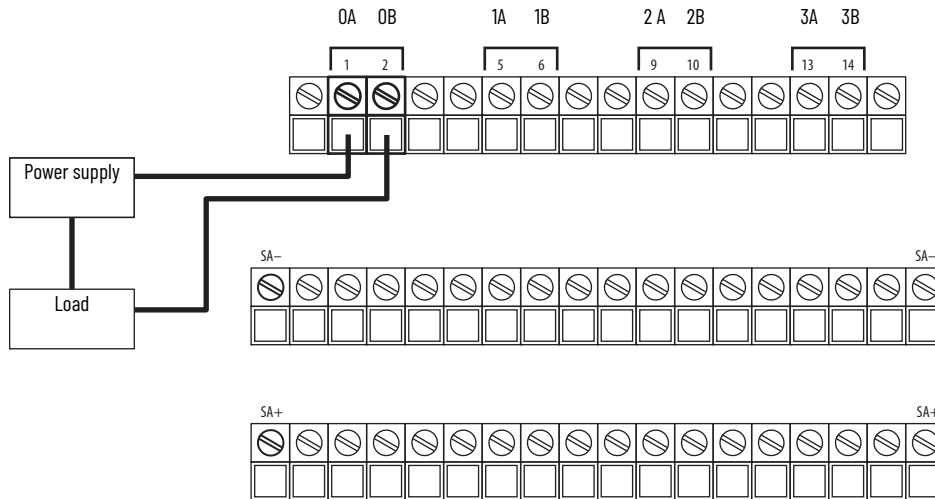 0A 0B 1A 1B 2 A 2B 3A 3B
1 2 5 6 9 10 13 14
Power supply
SA– SA–
Load
SA+ SA+